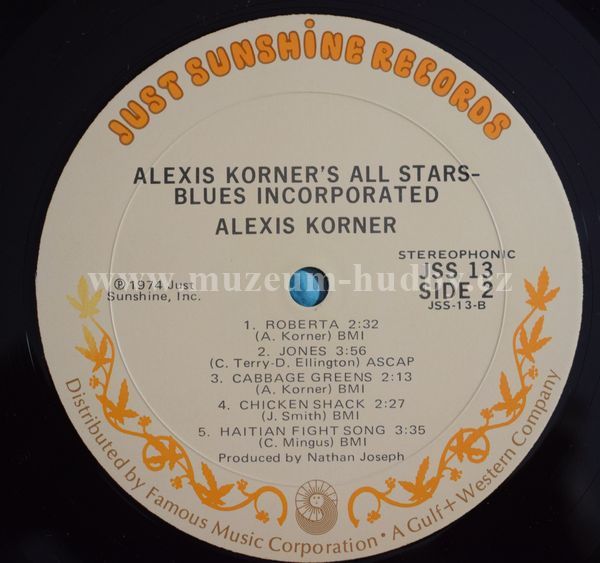 JUST SUNSHINE RECORDS
ALEXIS KORNER'S ALL STARS-
BLUES INCORPORATED
ALEXIS KORNER
STEREOPHONIC
JSS 13
SIDE 2
JSS-13-B
℗ 1974 Just
Sunshine, Inc.
www.muzeum-hudby.cz
1. ROBERTA 2:32
(A. Korner) BMI
2. JONES 3:56
(C. Terry-D. Ellington) ASCAP
3. CABBAGE GREENS 2:13
(A. Korner) BMI
4. CHICKEN SHACK 2:27
(J. Smith) BMI
5. HAITIAN FIGHT SONG 3:35
(C. Mingus) BMI
Produced by Nathan Joseph
Distributed by Famous Music Corporation • A Gulf+Western Company